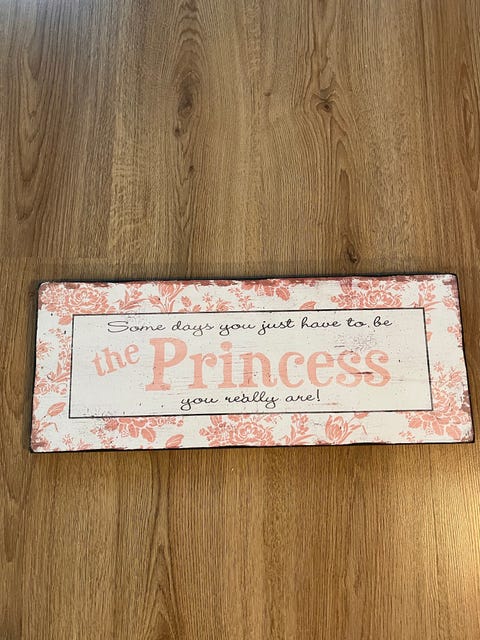 Some days you just have to be
the Princess
you really are!